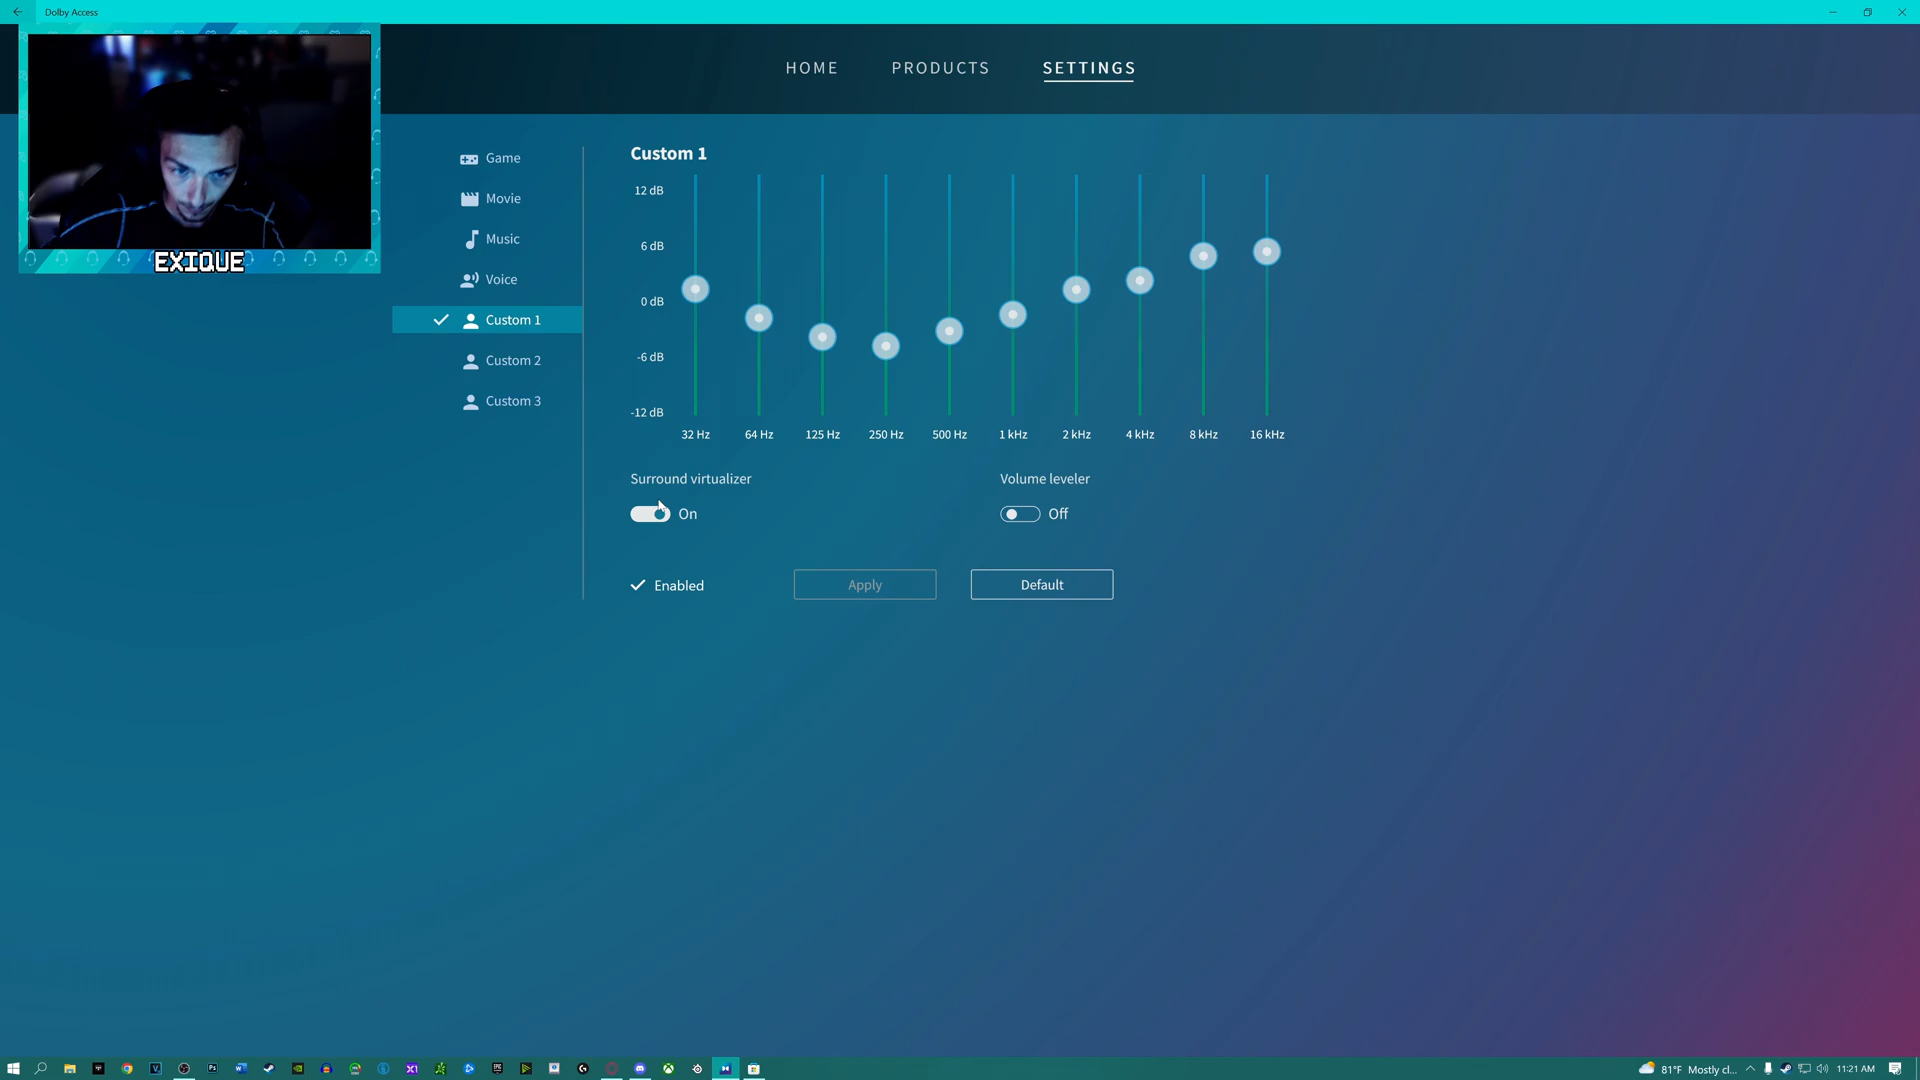 Dolby Access
HOME PRODUCTS SETTINGS
EXIQUE
Game
Movie
Music
Voice
Custom 1
Custom 2
Custom 3
Custom 1
12 dB
6 dB
0 dB
-6 dB
-12 dB
32 Hz 64 Hz 125 Hz 250 Hz 500 Hz 1 kHz 2 kHz 4 kHz 8 kHz 16 kHz
Surround virtualizer
On
Volume leveler
Off
Enabled
Apply
Default
81°F Mostly cl... 11:21 AM